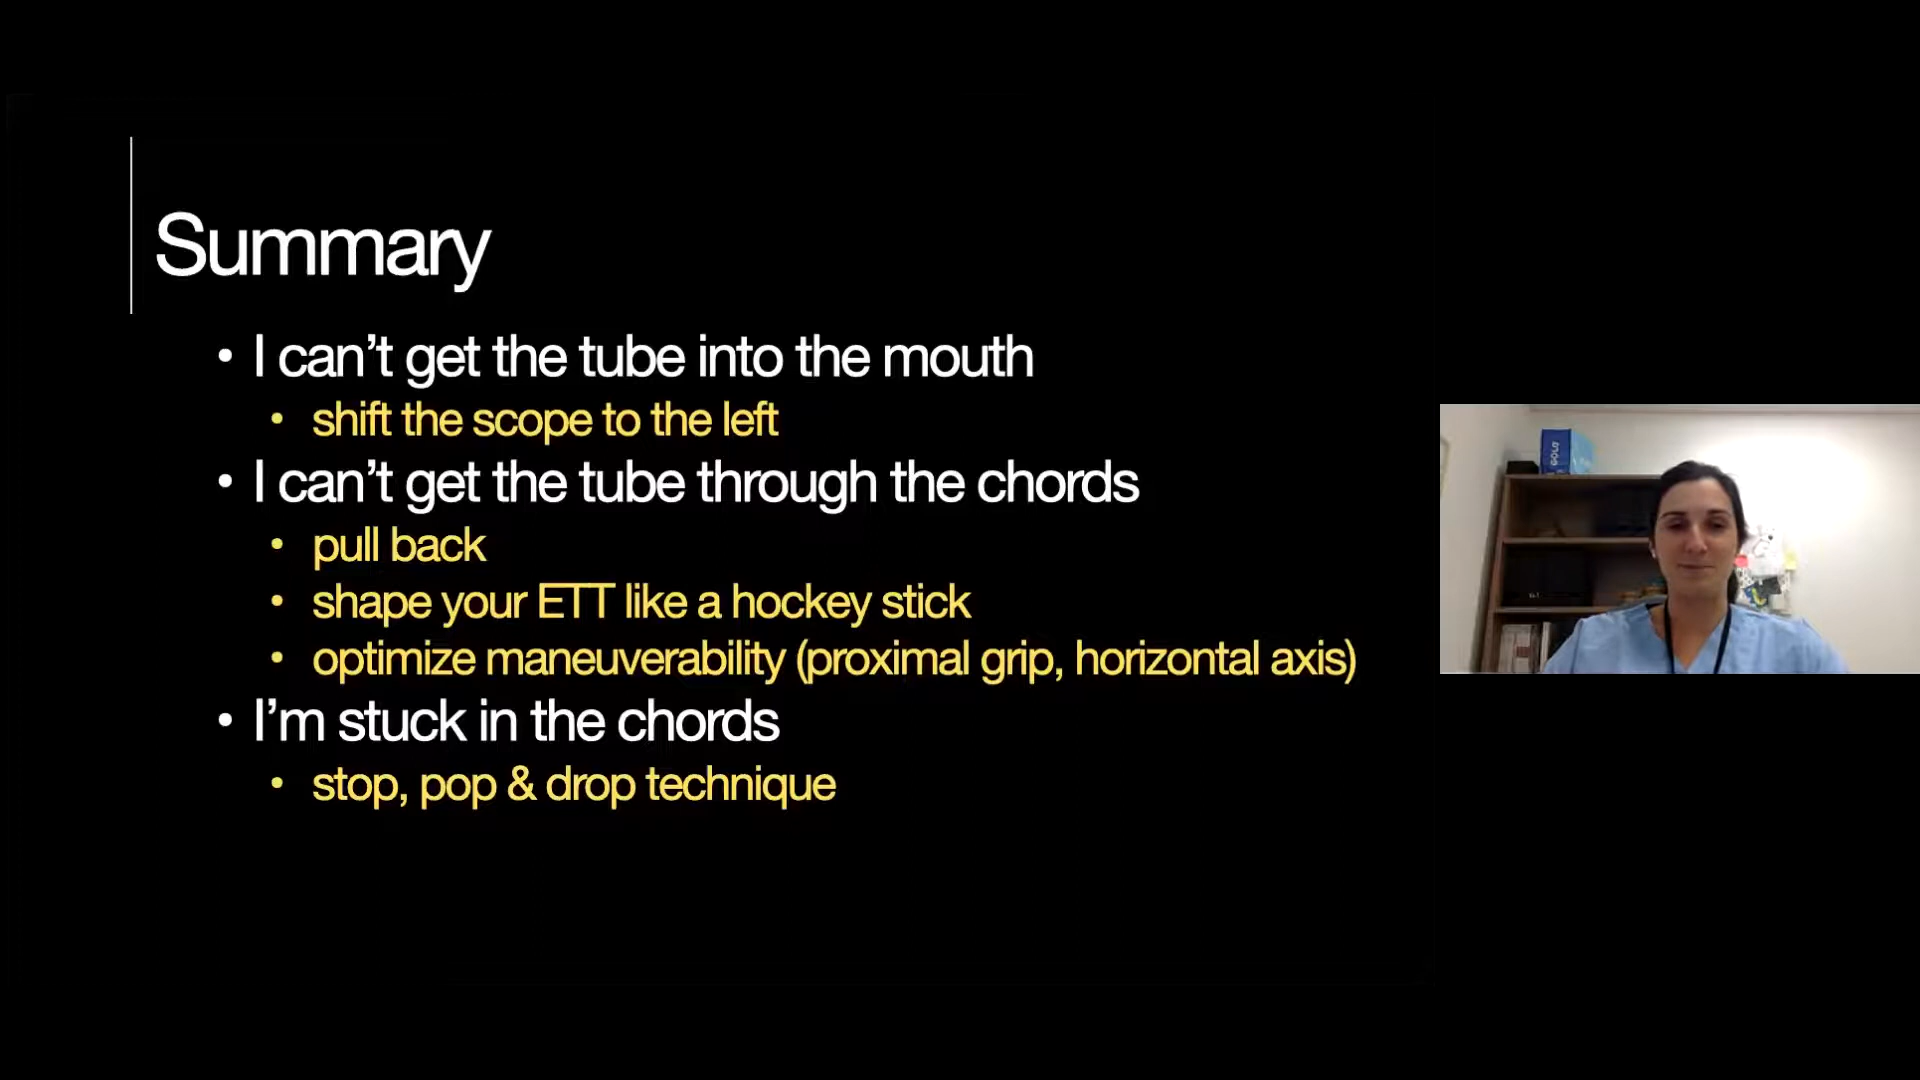 Summary
• I can’t get the tube into the mouth
• shift the scope to the left
• I can’t get the tube through the chords
• pull back
• shape your ETT like a hockey stick
• optimize maneuverability (proximal grip, horizontal axis)
• I’m stuck in the chords
• stop, pop & drop technique
GOLD